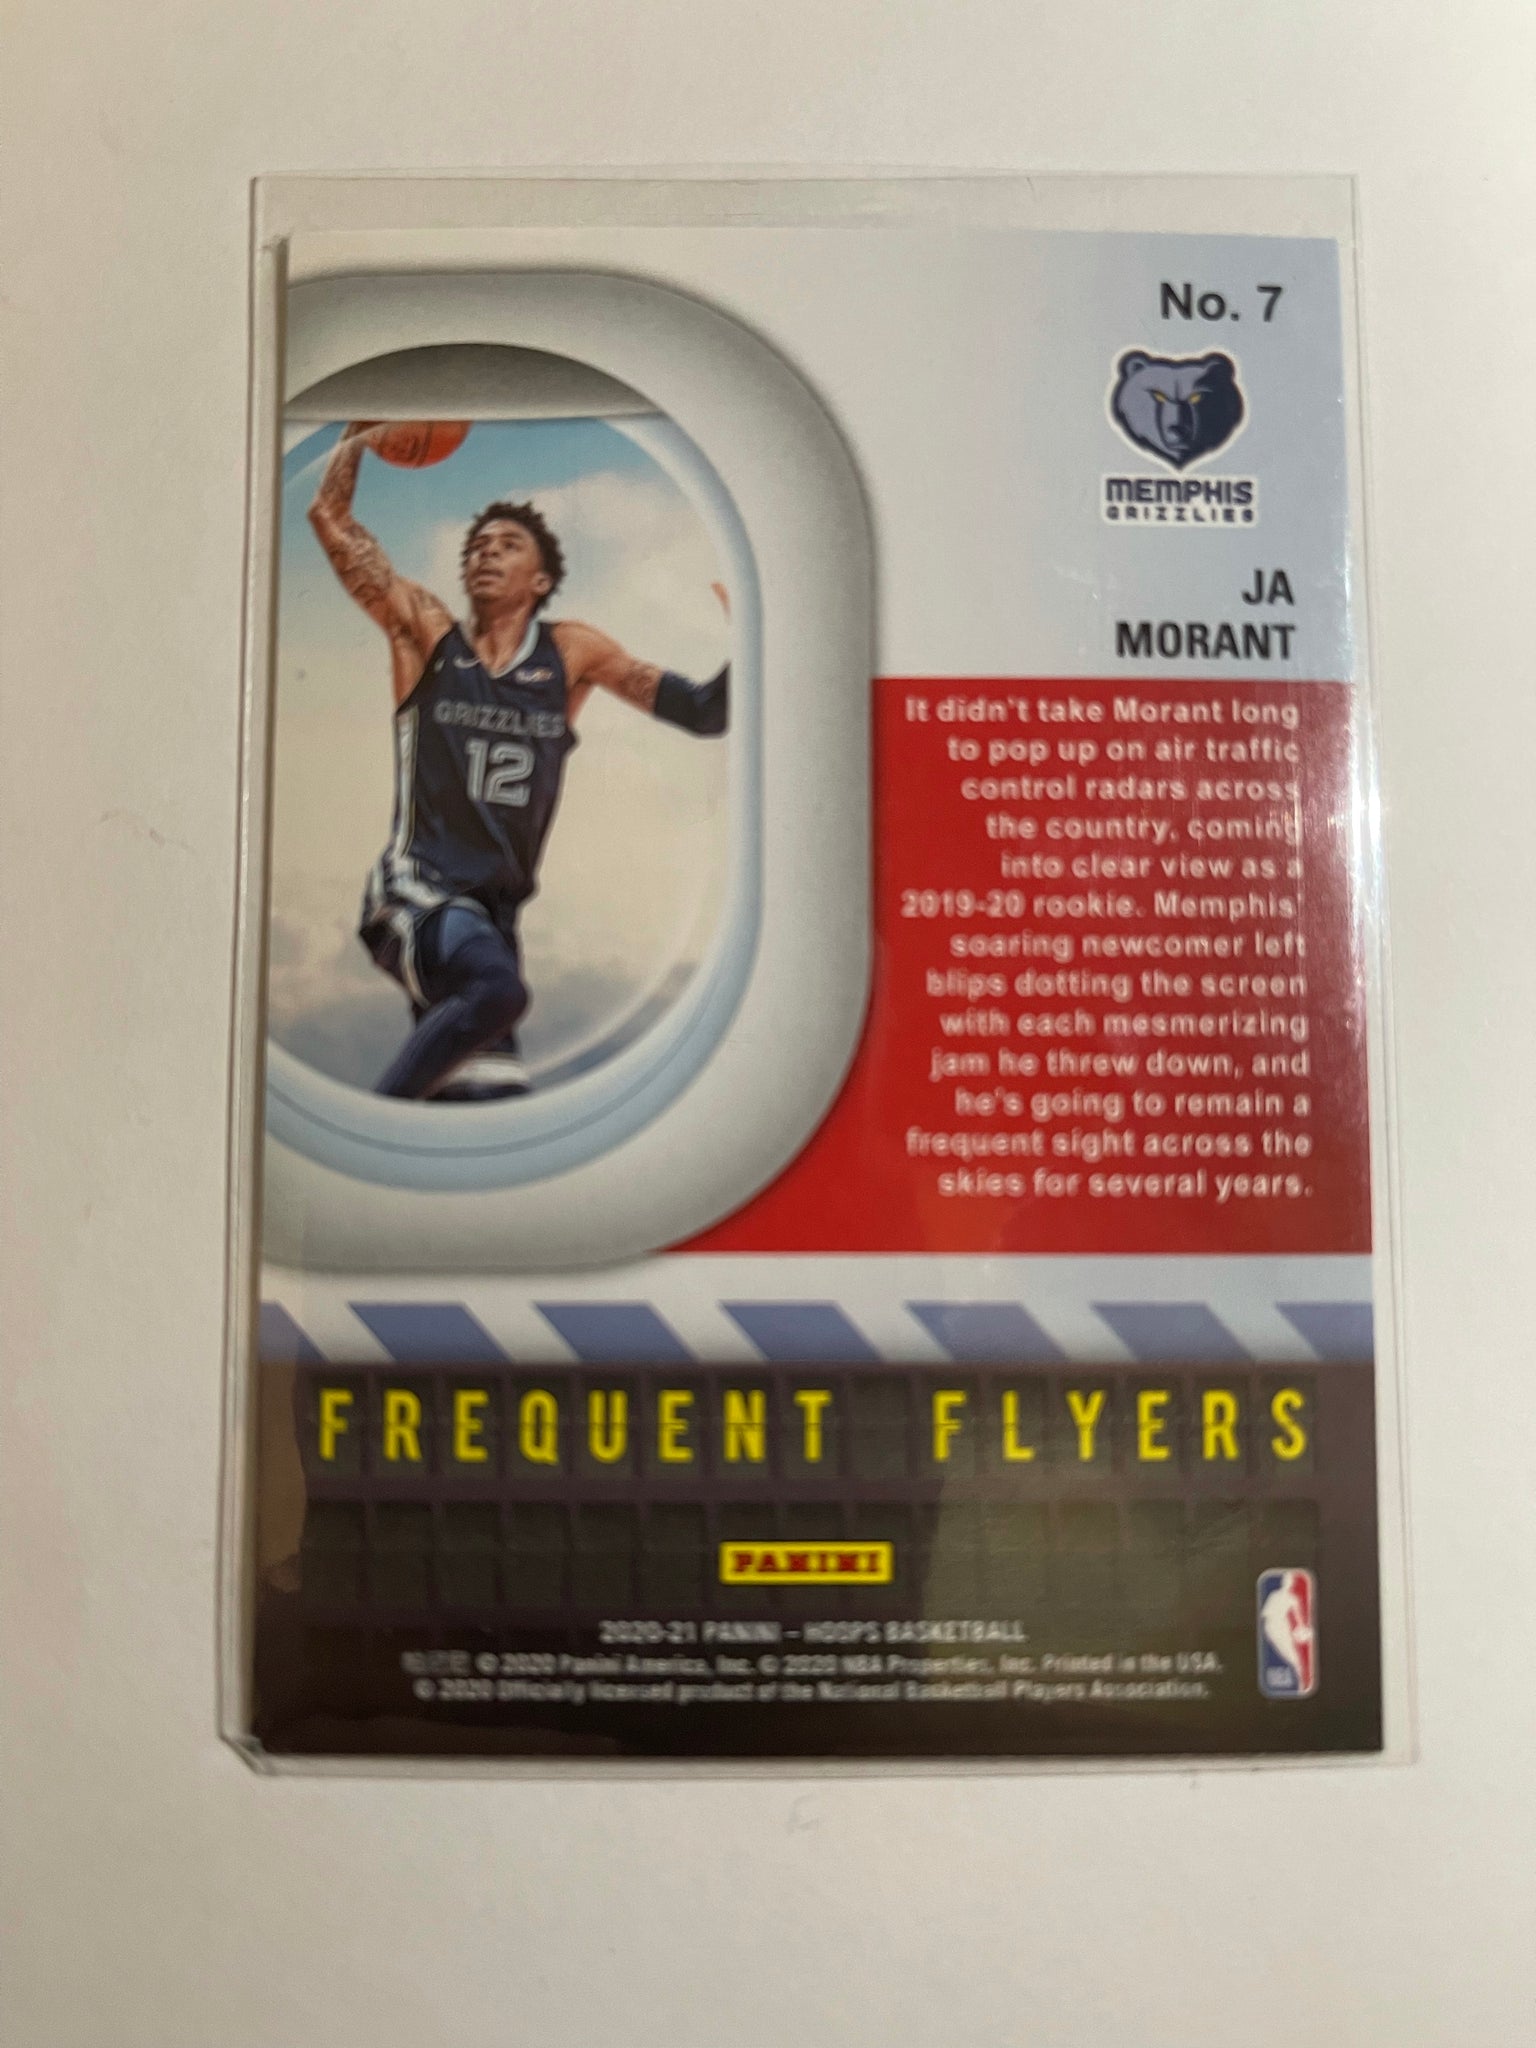 No. 7
MEMPHIS
GRIZZLIES
JA
MORANT
GRIZZLIES
12
It didn't take Morant long
to pop up on air traffic
control radars across
the country, coming
into clear view as a
2019-20 rookie. Memphis'
soaring newcomer left
blips dotting the screen
with each mesmerizing
jam he threw down, and
he's going to remain a
frequent sight across the
skies for several years.
FREQUENT FLYERS
PANINI
2020-21 PANINI – HOOPS BASKETBALL
© 2020 Panini America, Inc. © 2020 NBA Properties, Inc. Printed in the USA.
© 2020 Officially licensed product of the National Basketball Players Association.